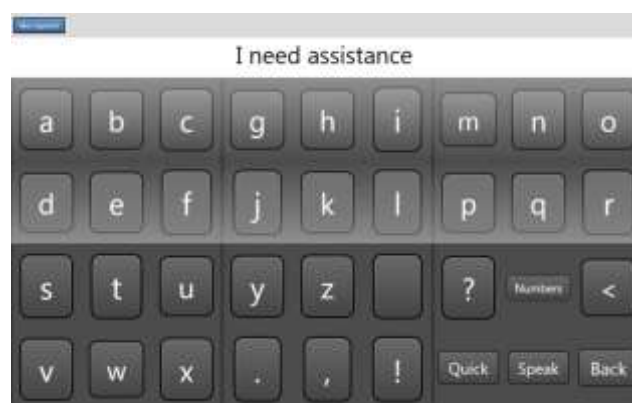 I need assistance
a b c g h i m n o
d e f j k l p q r
s t u y z ? Numbers <
v w x . , ! Quick Speak Back